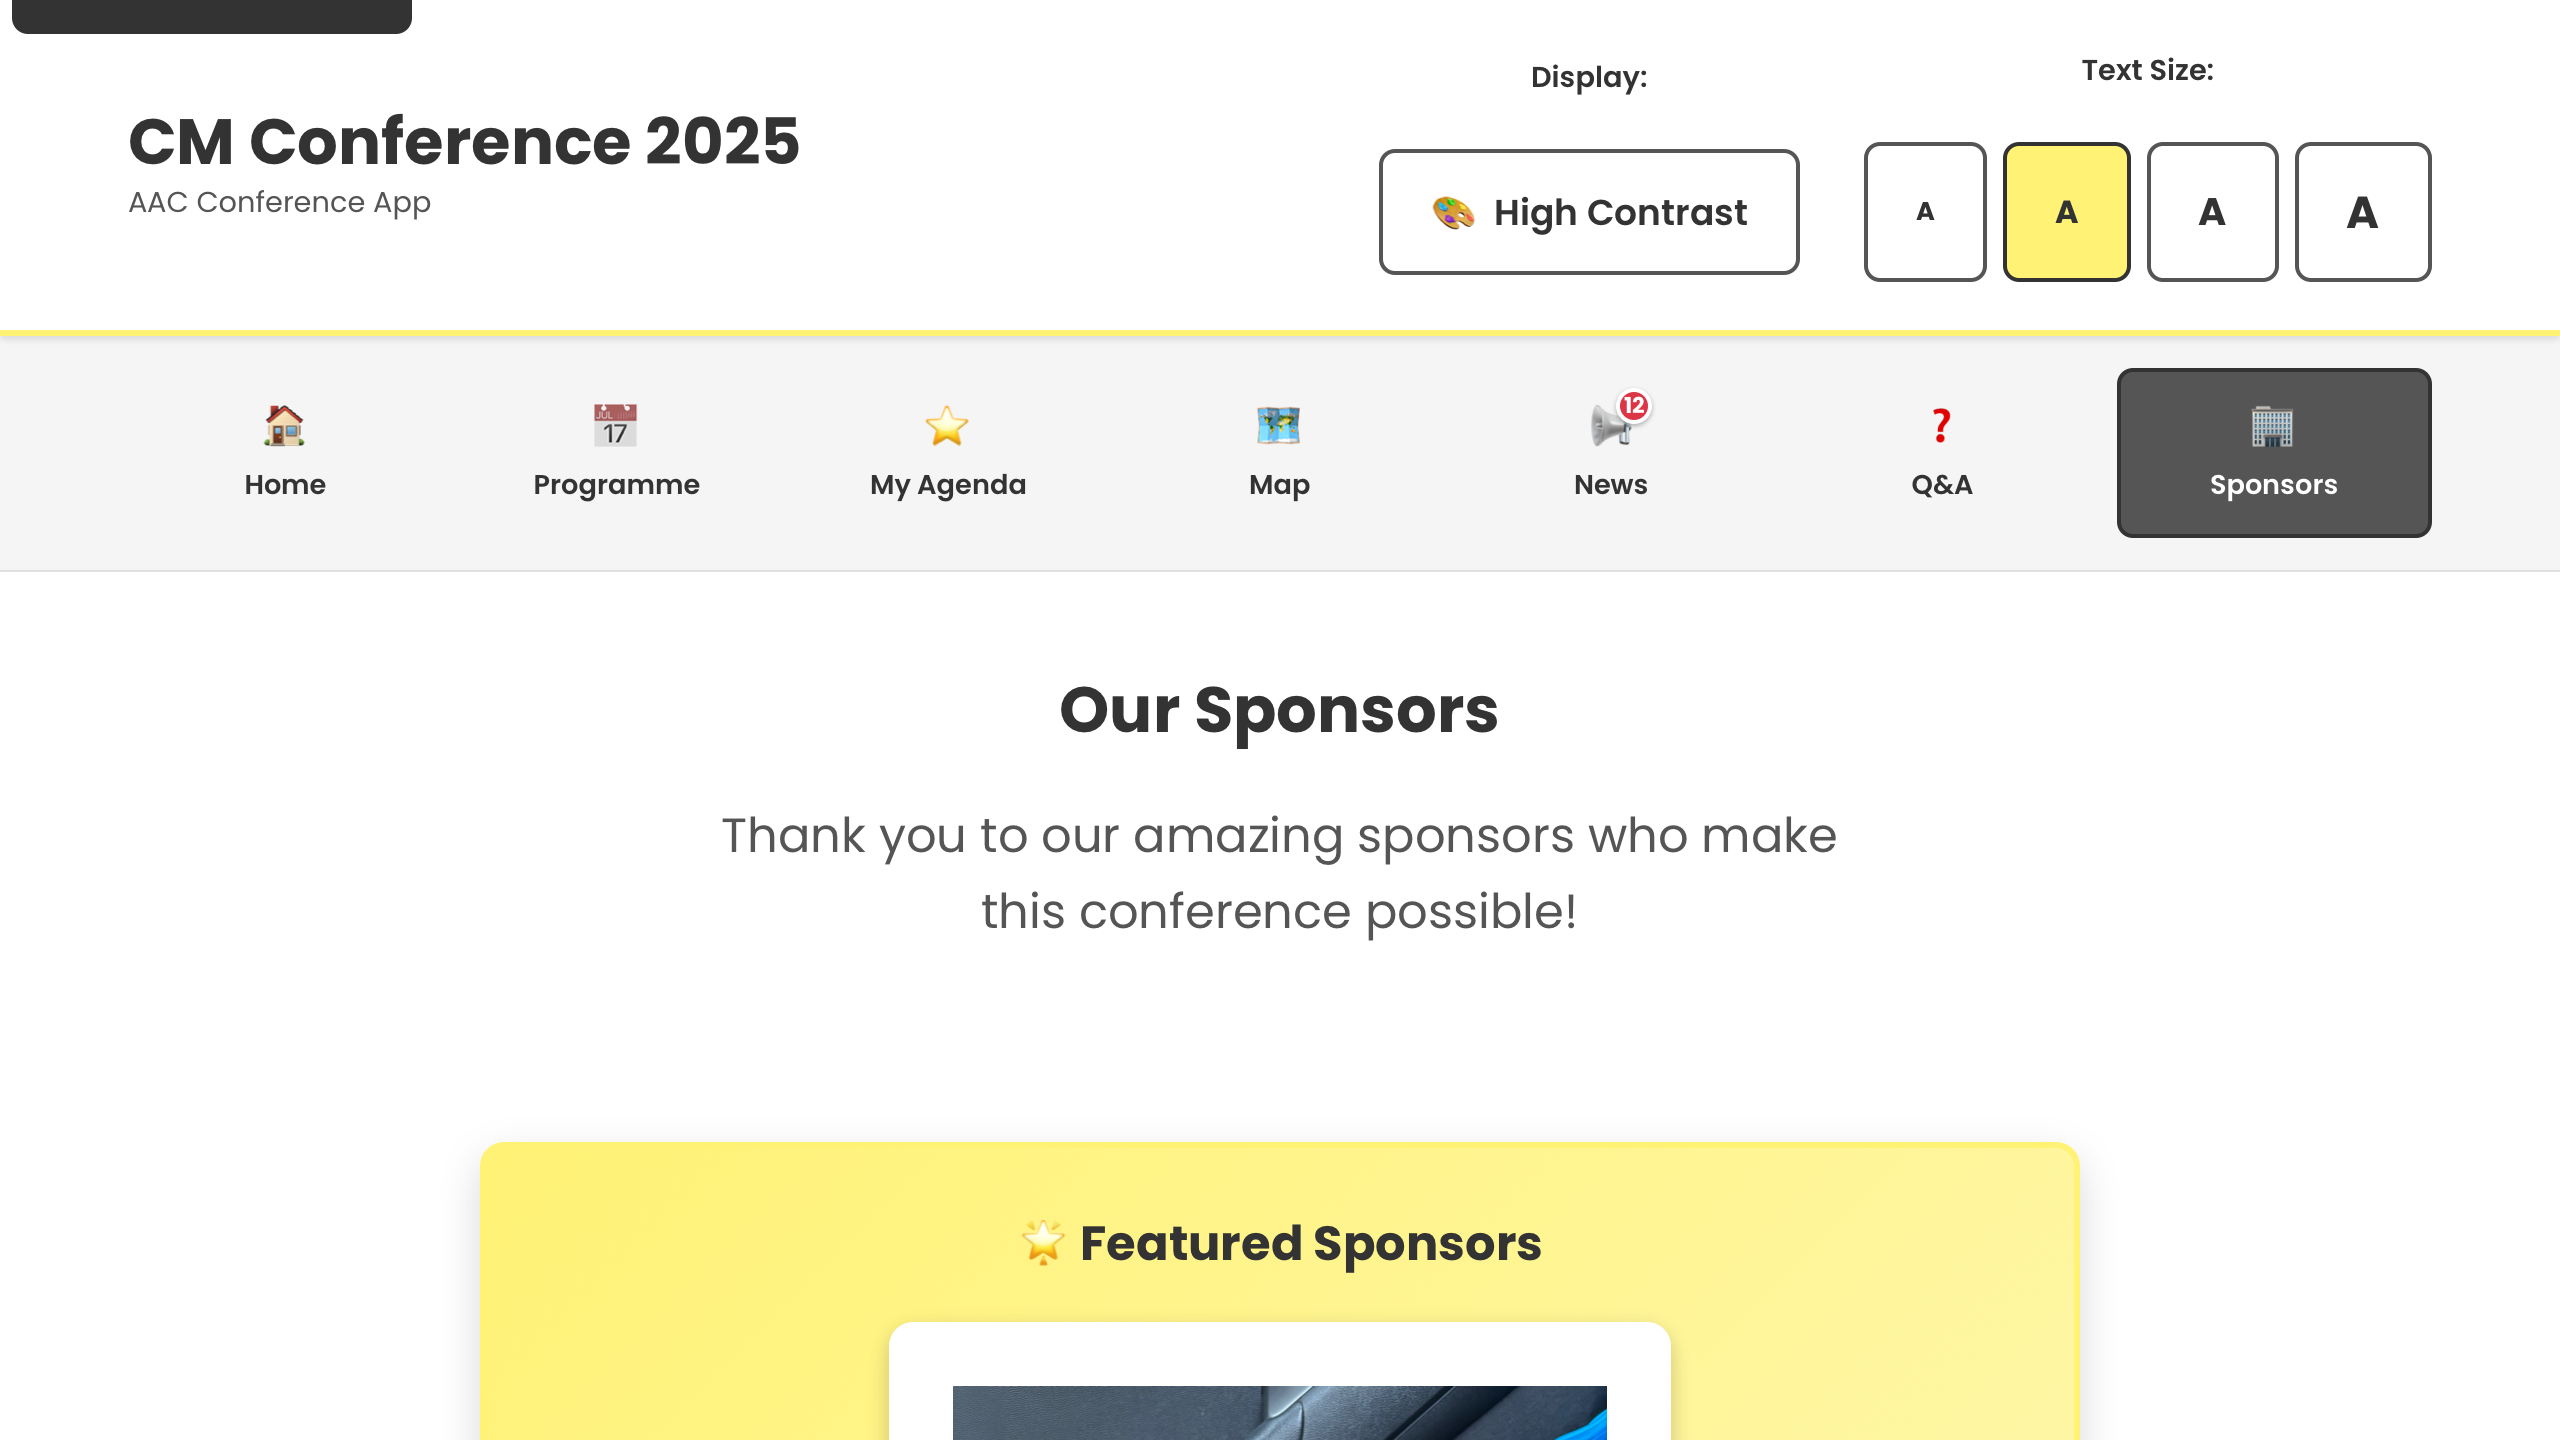 CM Conference 2025
AAC Conference App
Display:
High Contrast
Text Size:
A
A
A
A
Home
JUL
17
Programme
My Agenda
Map
12
News
?
Q&A
Sponsors
Our Sponsors
Thank you to our amazing sponsors who make
this conference possible!
Featured Sponsors